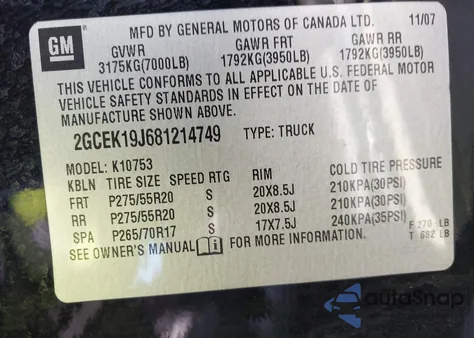 GM
MFD BY GENERAL MOTORS OF CANADA LTD. 11/07
GVWR GAWR FRT GAWR RR
3175KG(7000LB) 1792KG(3950LB) 1792KG(3950LB)
THIS VEHICLE CONFORMS TO ALL APPLICABLE U.S. FEDERAL MOTOR
VEHICLE SAFETY STANDARDS IN EFFECT ON THE DATE OF
MANUFACTURE SHOWN ABOVE.
2GCEK19J681214749 TYPE: TRUCK
MODEL: K10753
KBLN TIRE SIZE SPEED RTG RIM COLD TIRE PRESSURE
FRT P275/55R20 S 20X8.5J 210KPA(30PSI)
RR P275/55R20 S 20X8.5J 210KPA(30PSI)
SPA P265/70R17 S 17X7.5J 240KPA(35PSI)
SEE OWNER'S MANUAL i FOR MORE INFORMATION. F 270 LB
T 682 LB
autoSnap